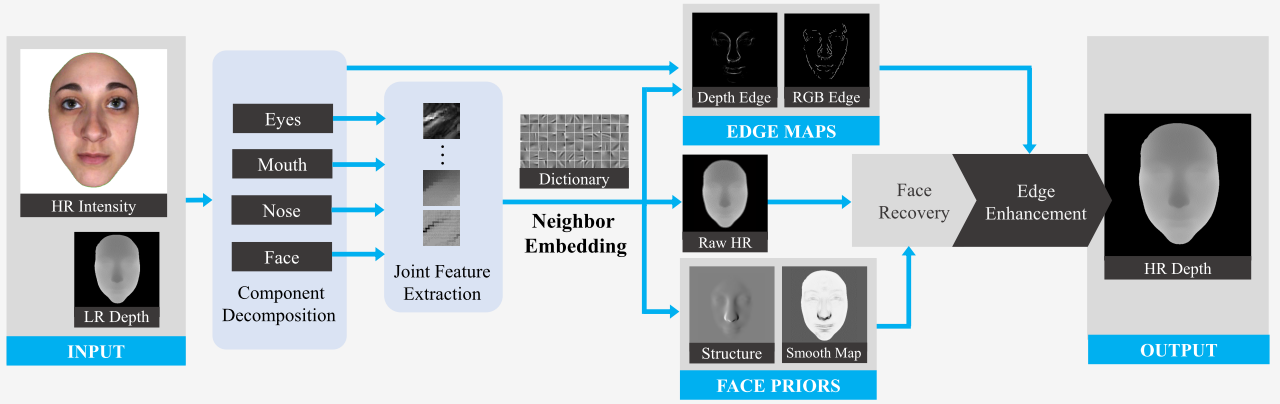 HR Intensity
LR Depth
INPUT
Eyes
Mouth
Nose
Face
Component
Decomposition
Joint Feature
Extraction
Dictionary
Neighbor
Embedding
Depth Edge
RGB Edge
EDGE MAPS
Raw HR
Structure
Smooth Map
FACE PRIORS
Face
Recovery
Edge
Enhancement
HR Depth
OUTPUT